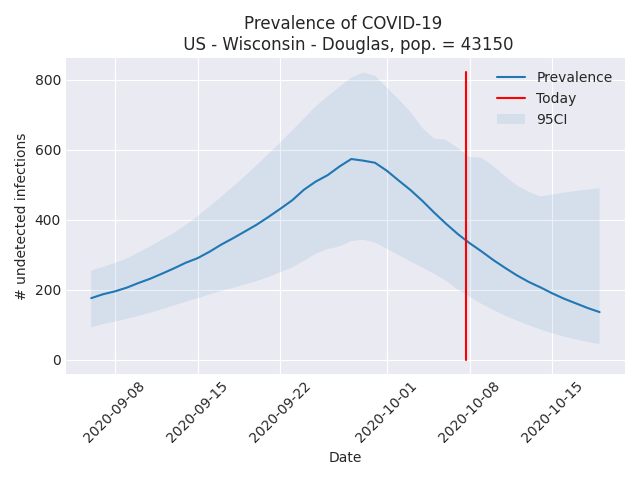 Prevalence of COVID-19
US - Wisconsin - Douglas, pop. = 43150
# undetected infections
800
600
400
200
0
Prevalence
Today
95CI
2020-09-08
2020-09-15
2020-09-22
2020-10-01
2020-10-08
2020-10-15
Date